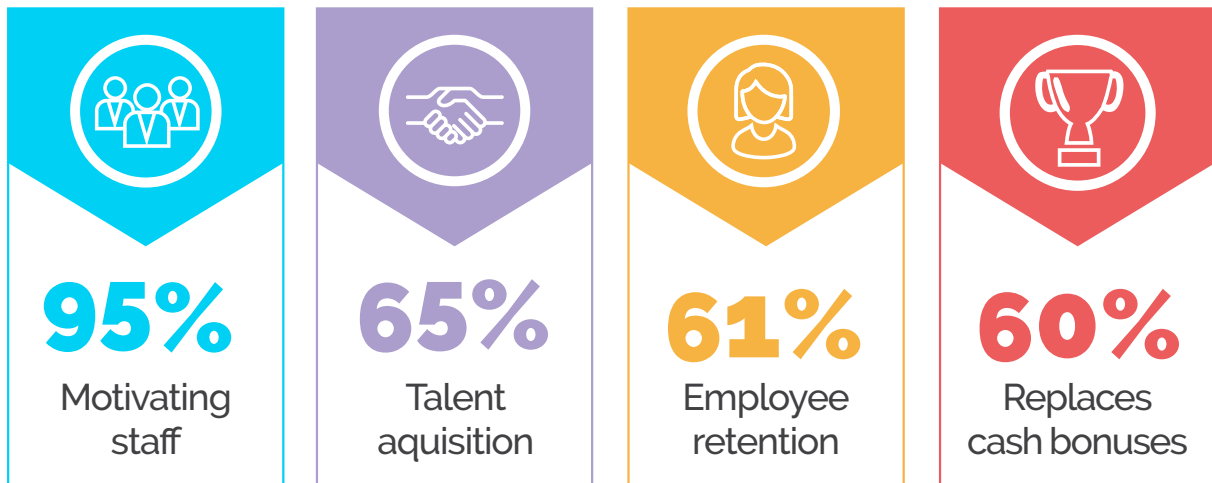 95%
Motivating
staff
65%
Talent
aquisition
61%
Employee
retention
60%
Replaces
cash bonuses